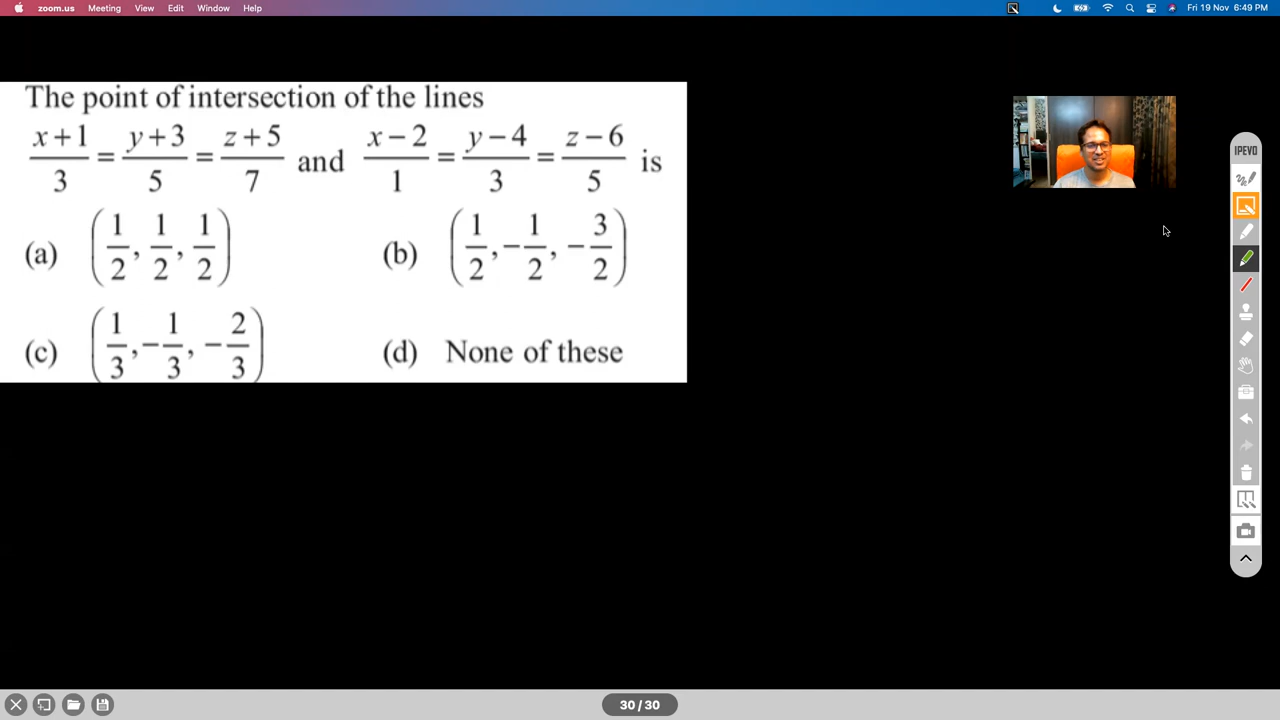 zoom.us Meeting View Edit Window Help Fri 19 Nov 6:49 PM
The point of intersection of the lines
(x + 1)/3 = (y + 3)/5 = (z + 5)/7 and (x − 2)/1 = (y − 4)/3 = (z − 6)/5 is
(a) (1/2, 1/2, 1/2) (b) (1/2, −1/2, −3/2)
(c) (1/3, −1/3, −2/3) (d) None of these
IPEVO
30 / 30